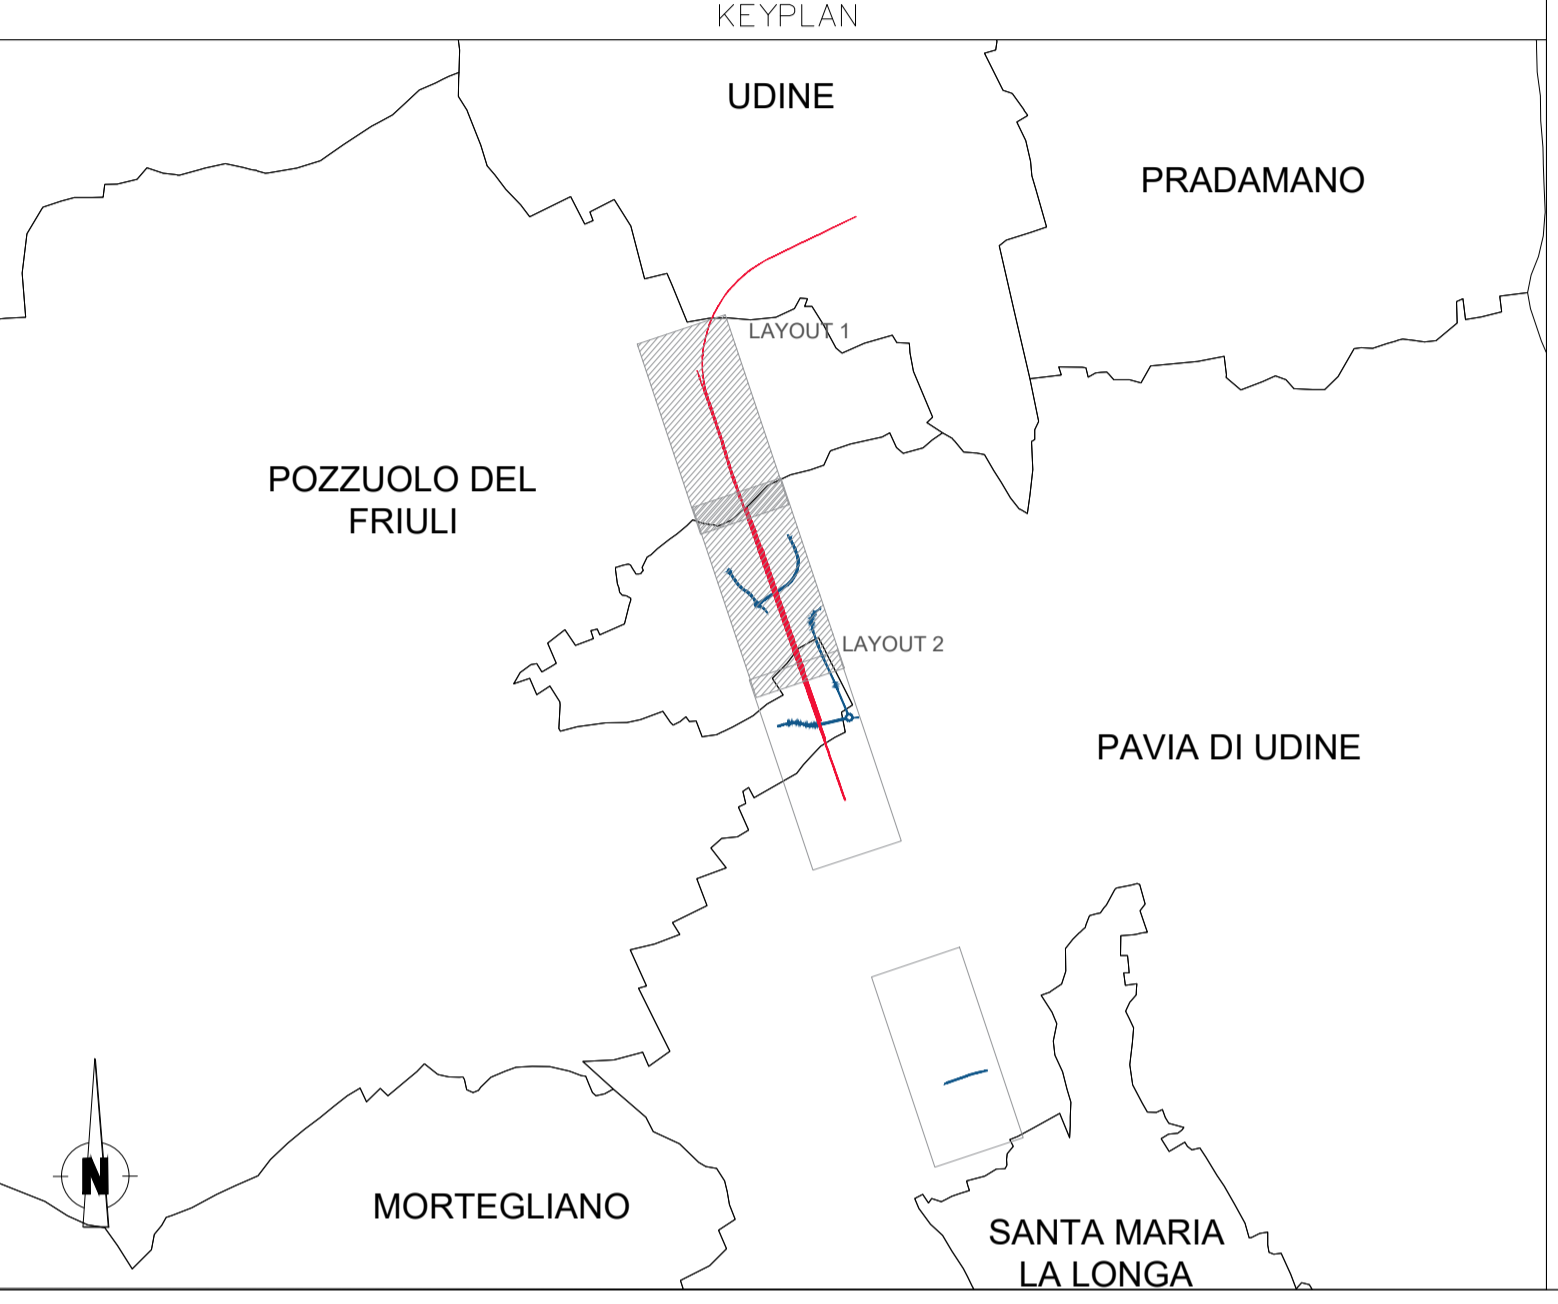 KEYPLAN
UDINE
PRADAMANO
LAYOUT 1
POZZUOLO DEL
FRIULI
LAYOUT 2
PAVIA DI UDINE
N
MORTEGLIANO
SANTA MARIA
LA LONGA